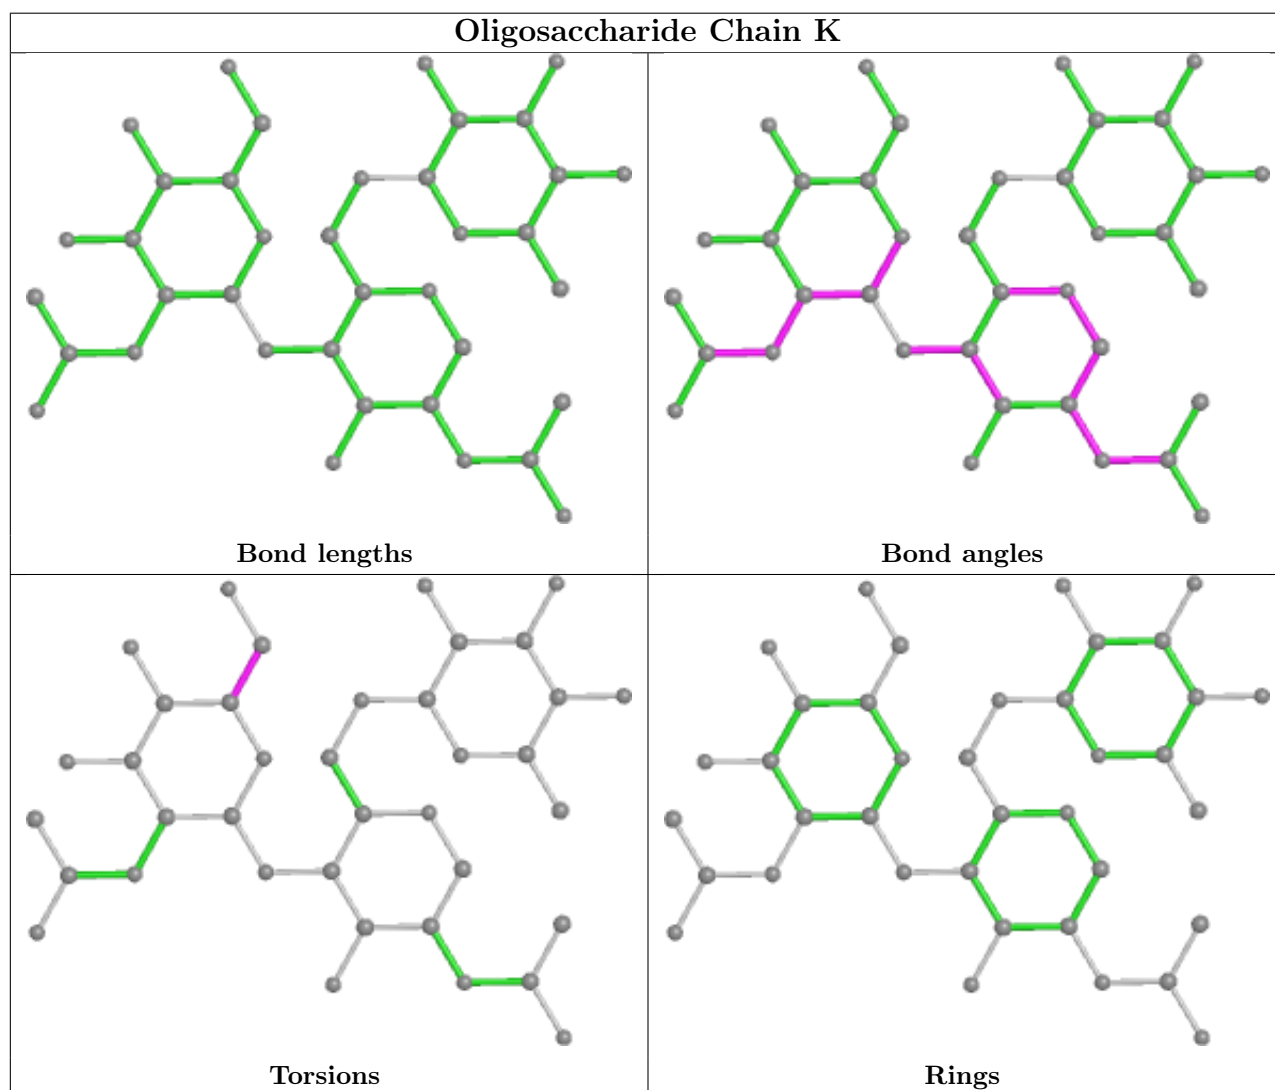 Oligosaccharide Chain K
Bond lengths
Bond angles
Torsions
Rings